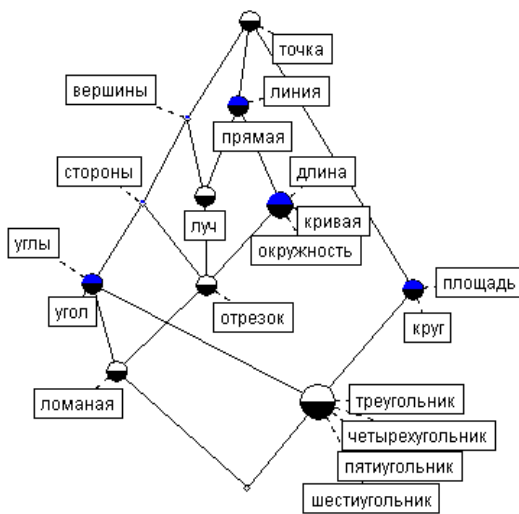 точка
линия
вершины
прямая
стороны
длина
кривая
луч
окружность
углы
площадь
угол
отрезок
круг
ломаная
треугольник
четырехугольник
пятиугольник
шестиугольник